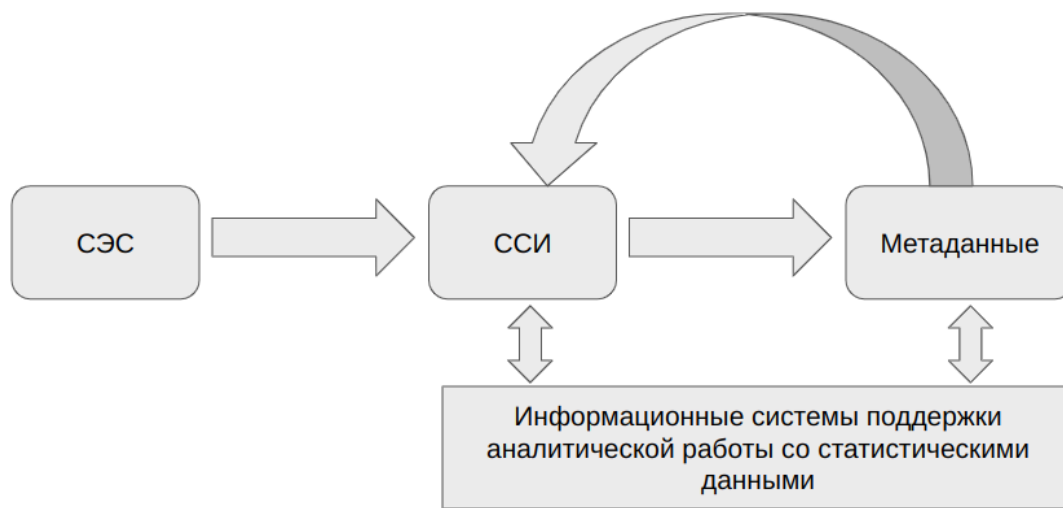 СЭС
ССИ
Метаданные
Информационные системы поддержки
аналитической работы со статистическими
данными